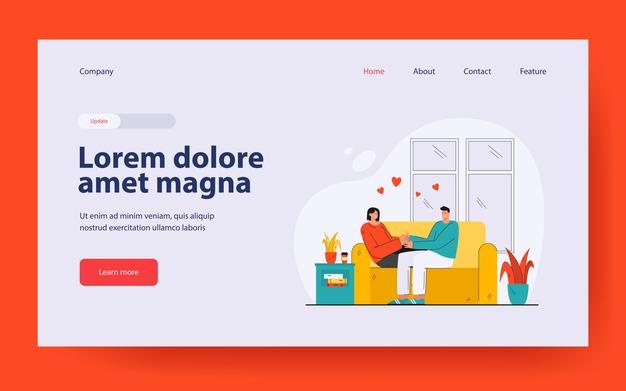 Company
Home
About
Contact
Feature
Update
Lorem dolore
amet magna
Ut enim ad minim veniam, quis aliquip
nostrud exercitation ullamco laboris
Learn more